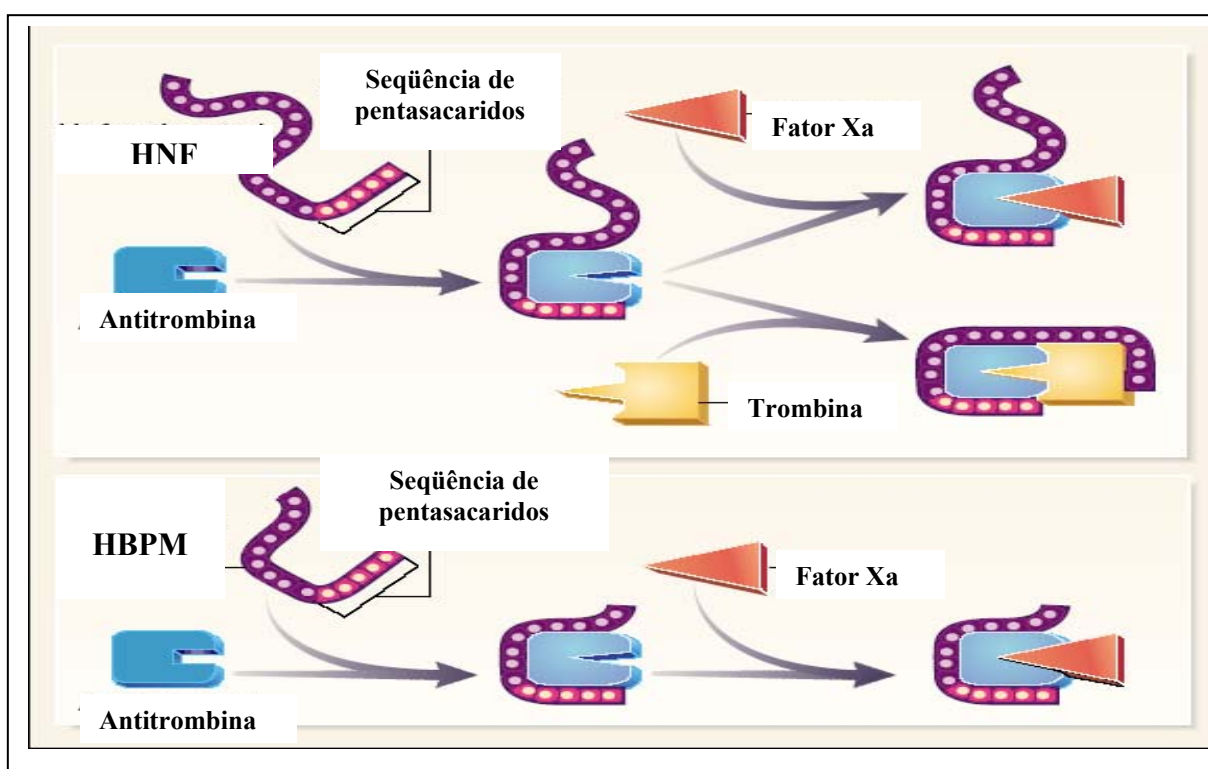 Seqüência de
pentasacaridos
HNF
Fator Xa
Antitrombina
Trombina
Seqüência de
pentasacaridos
HBPM
Fator Xa
Antitrombina